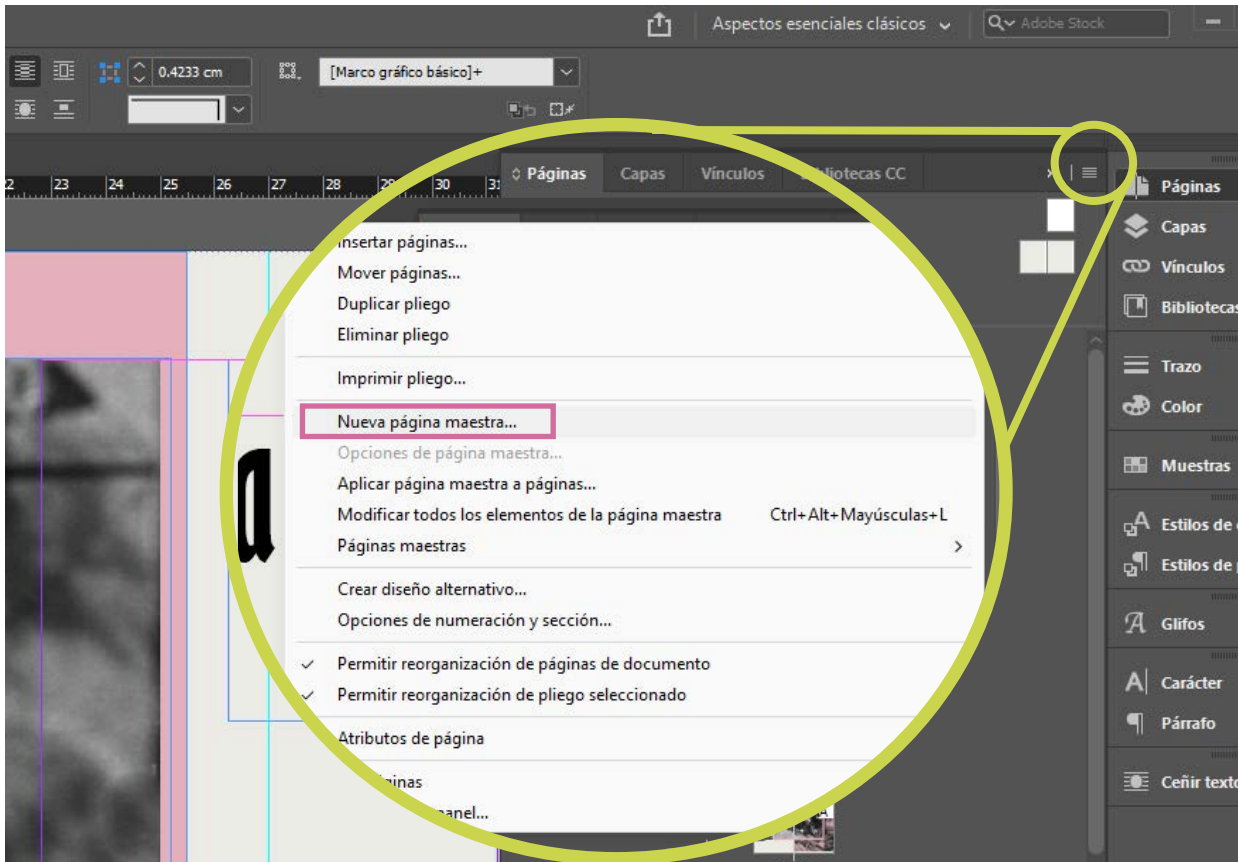 Aspectos esenciales clásicos
Adobe Stock
0.4233 cm
[Marco gráfico básico]+
22 23 24 25 26 27 28 29 30 31
Páginas Capas Vínculos Bibliotecas CC
Insertar páginas...
Mover páginas...
Duplicar pliego
Eliminar pliego
Imprimir pliego...
Nueva página maestra...
Opciones de página maestra...
Aplicar página maestra a páginas...
Modificar todos los elementos de la página maestra Ctrl+Alt+Mayúsculas+L
Páginas maestras
Crear diseño alternativo...
Opciones de numeración y sección...
Permitir reorganización de páginas de documento
Permitir reorganización de pliego seleccionado
Atributos de página
ginas
anel...
a
A
Páginas
Capas
Vínculos
Bibliotecas
Trazo
Color
Muestras
Estilos de
Estilos de
Glifos
Carácter
Párrafo
Ceñir texto